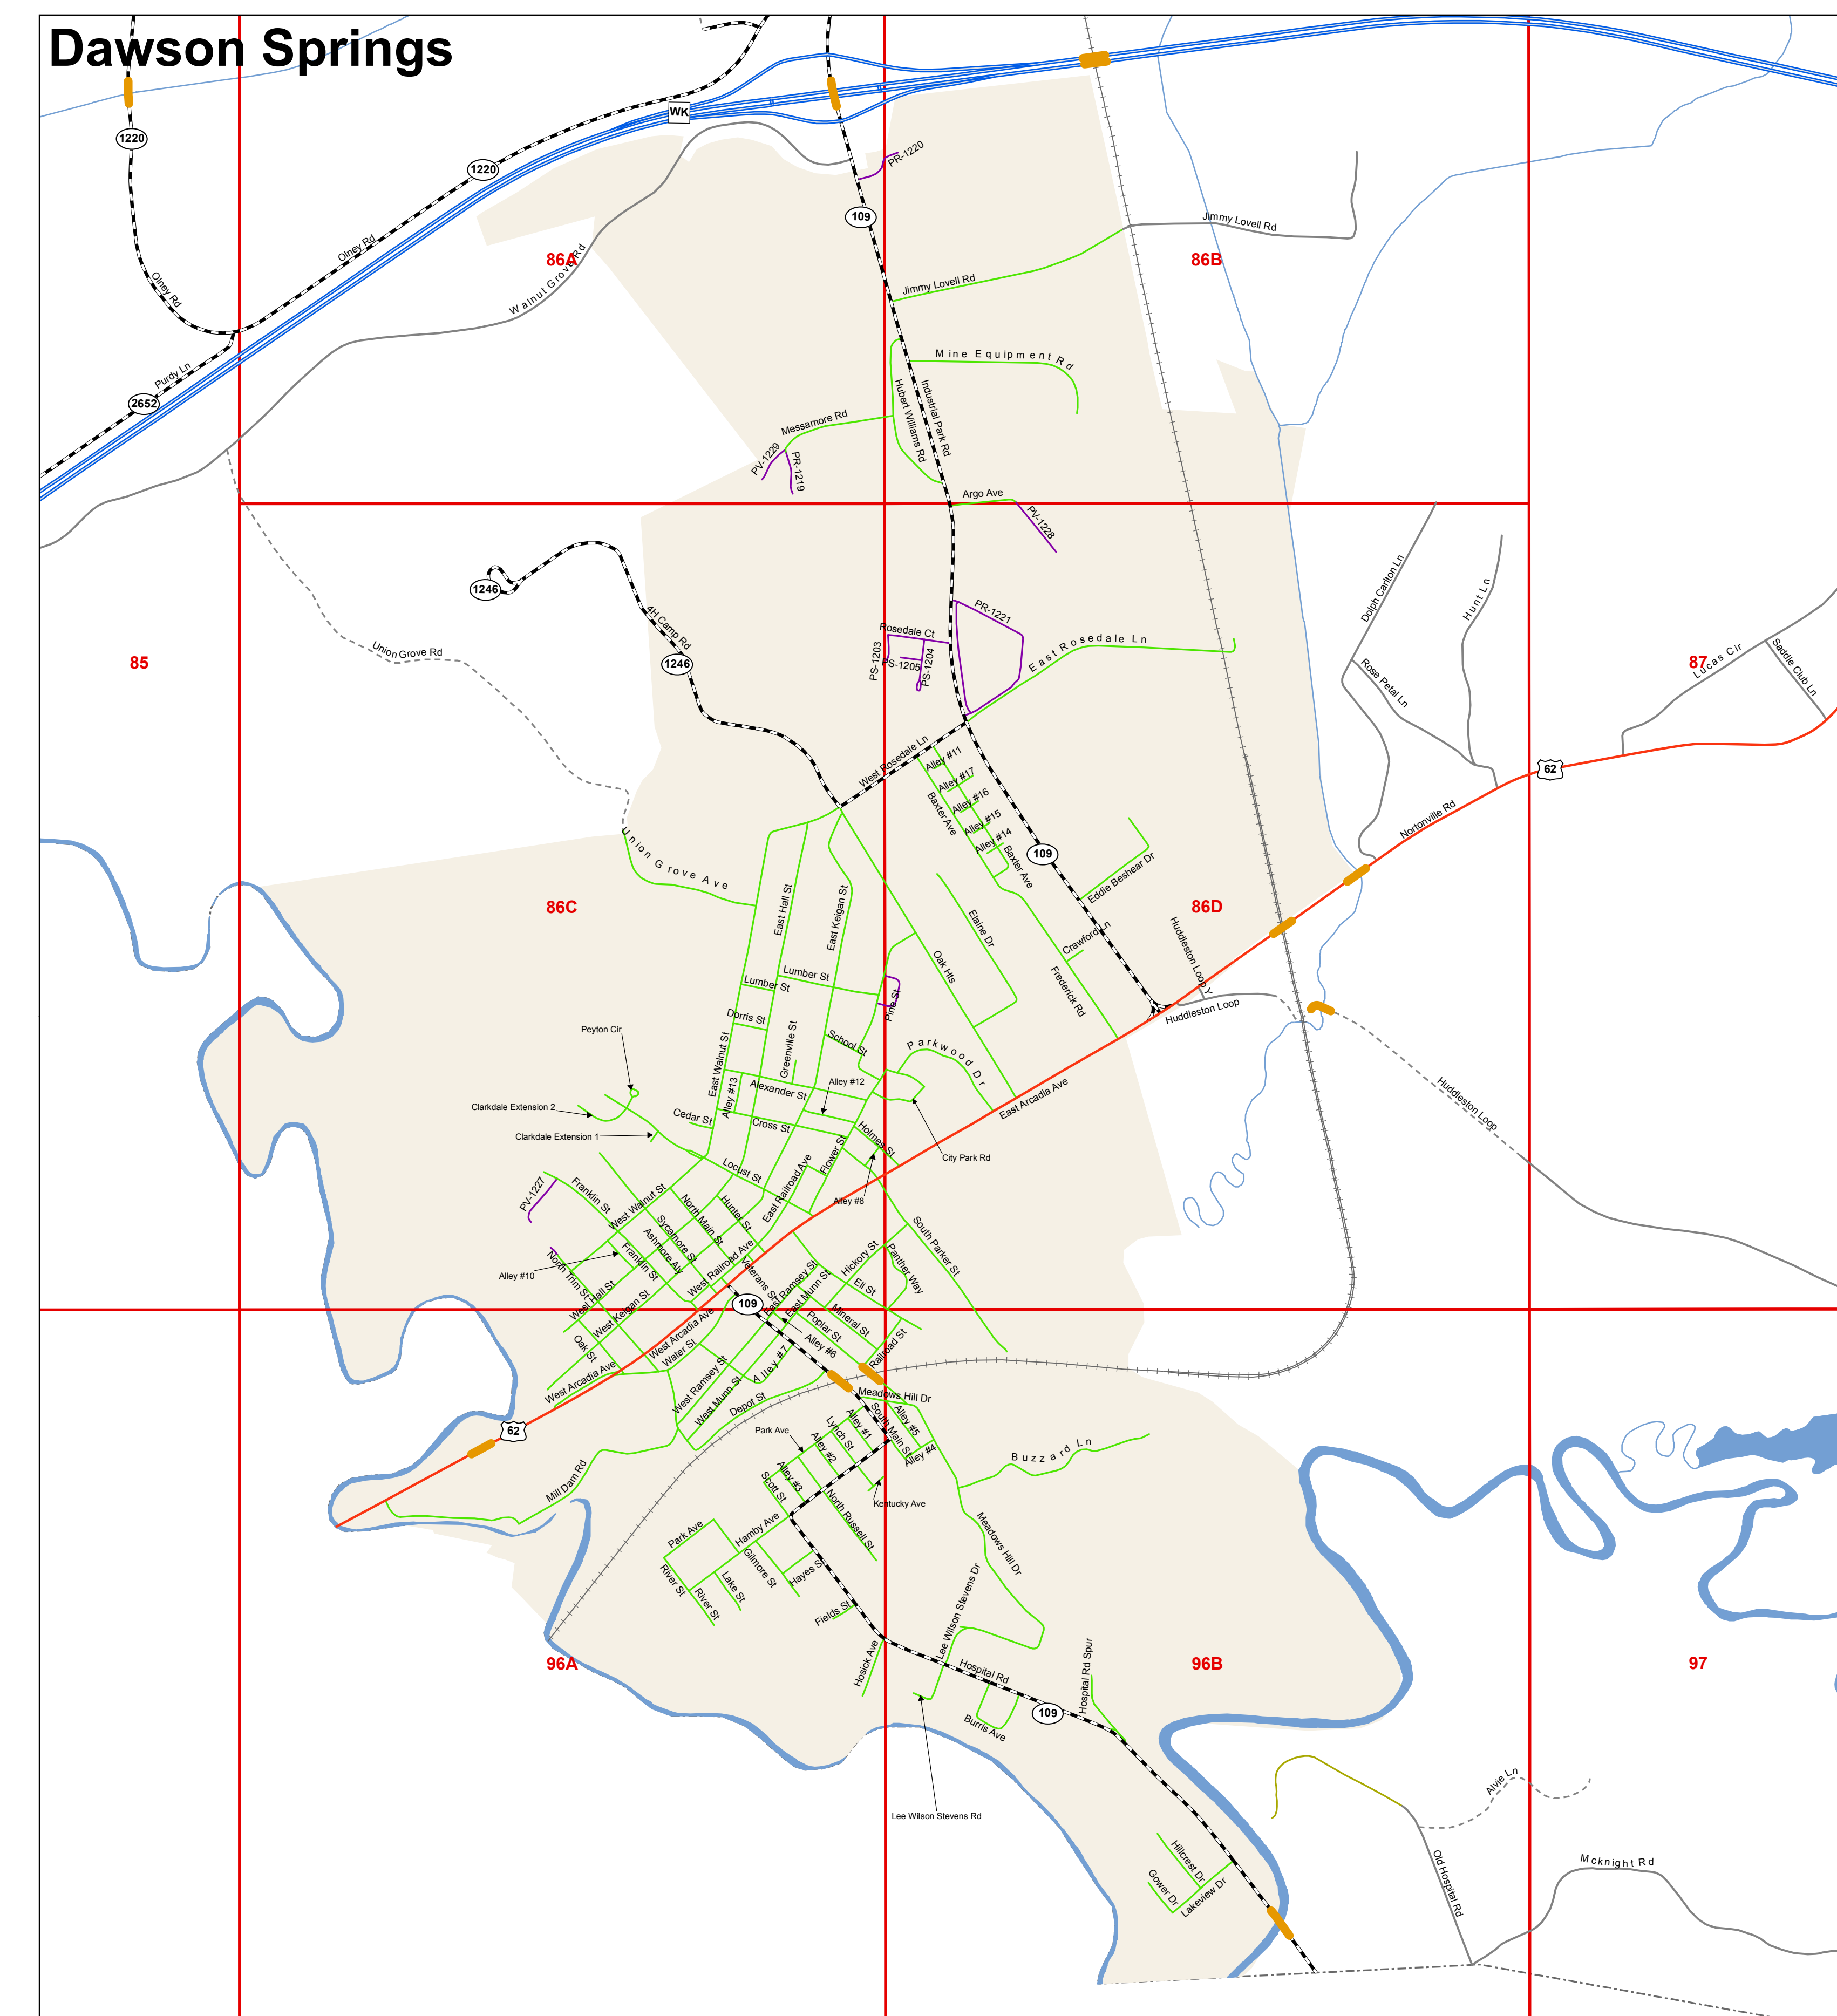 Dawson Springs
WK
1220
1220
PR-1220
109
Jimmy Lovell Rd
86A
86B
Olney Rd
Olney Rd
Walnut Grove Rd
Jimmy Lovell Rd
Mine Equipment Rd
Purdy Ln
2652
Hubert Williams Rd
Industrial Park Rd
Messamore Rd
PV-1229
PR-1219
Argo Ave
PV-1228
1246
Dolph Carlton Ln
Hunt Ln
4H Camp Rd
PR-1221
Rosedale Ct
East Rosedale Ln
Union Grove Rd
PS-1203
PS-1205
PS-1204
1246
85
87
Lucas Cir
Saddle Club Ln
Rose Petal Ln
West Rosedale Ln
Alley #11
62
Alley #17
Alley #16
Baxter Ave
Alley #15
Alley #14
Nortonville Rd
Union Grove Ave
Baxter Ave
109
Eddie Beshear Dr
86C
86D
East Hall St
East Keigan St
Elaine Dr
Crawford Ln
Huddleston Loop Y
Oak Hts
Lumber St
Lumber St
Frederick Rd
Pine St
Huddleston Loop
Dorris St
Peyton Cir
Greenville St
School St
Parkwood Dr
East Walnut St
Alley #13
Alexander St
Alley #12
Clarkdale Extension 2
East Arcadia Ave
Huddleston Loop
Cedar St
Cross St
Clarkdale Extension 1
Holmes St
Flower St
City Park Rd
Locust St
East Railroad Ave
PV-1227
Franklin St
West Walnut St
North Main St
Hunter St
Alley #8
Sycamore St
Ashmore Aly
South Parker St
Franklin St
West Railroad Ave
Hickory St
Panther Way
Alley #10
North Trim St
Veterans St
East Ramsey St
East Munn St
Eli St
West Hall St
West Keigan St
109
Mineral St
Poplar St
Alley #6
Railroad St
Oak St
West Arcadia Ave
Water St
Alley #7
West Arcadia Ave
West Ramsey St
West Munn St
Depot St
Meadows Hill Dr
62
Park Ave
Alley #1
South Main St
Alley #5
Lynch St
Alley #2
Alley #4
Buzzard Ln
Mill Dam Rd
Alley #3
Scott St
Kentucky Ave
North Russell St
Park Ave
Hamby Ave
Meadows Hill Dr
Gilmore St
Hayes St
River St
Lake St
River St
Fields St
Lee Wilson Stevens Dr
96A
Hosick Ave
Hospital Rd
Hospital Rd Spur
96B
97
109
Burris Ave
Alvie Ln
Lee Wilson Stevens Rd
Hillcrest Dr
Gower Dr
Lakeview Dr
Old Hospital Rd
Mcknight Rd